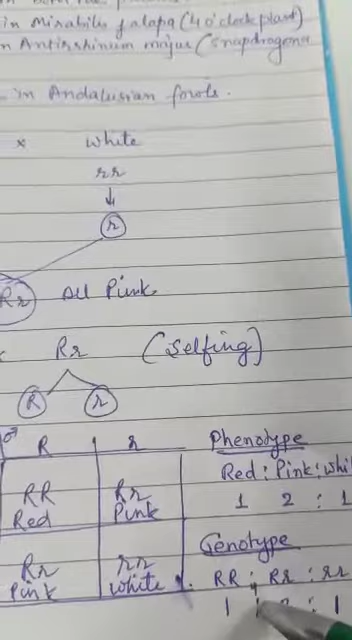 in Mirabilis jalapa (4 o'clock plant)
n Antirrhinum majus (Snapdragona
in Andalusian fowls.
x white
rr
↓
r
Rr All Pink
x Rr (Selfing)
R r
♂ R r Phenotype
Red : Pink : whi
RR Rr 1 2 : 1
Red Pink
Genotype
Rr rr RR : Rr : rr
Pink white
1 : 2 : 1